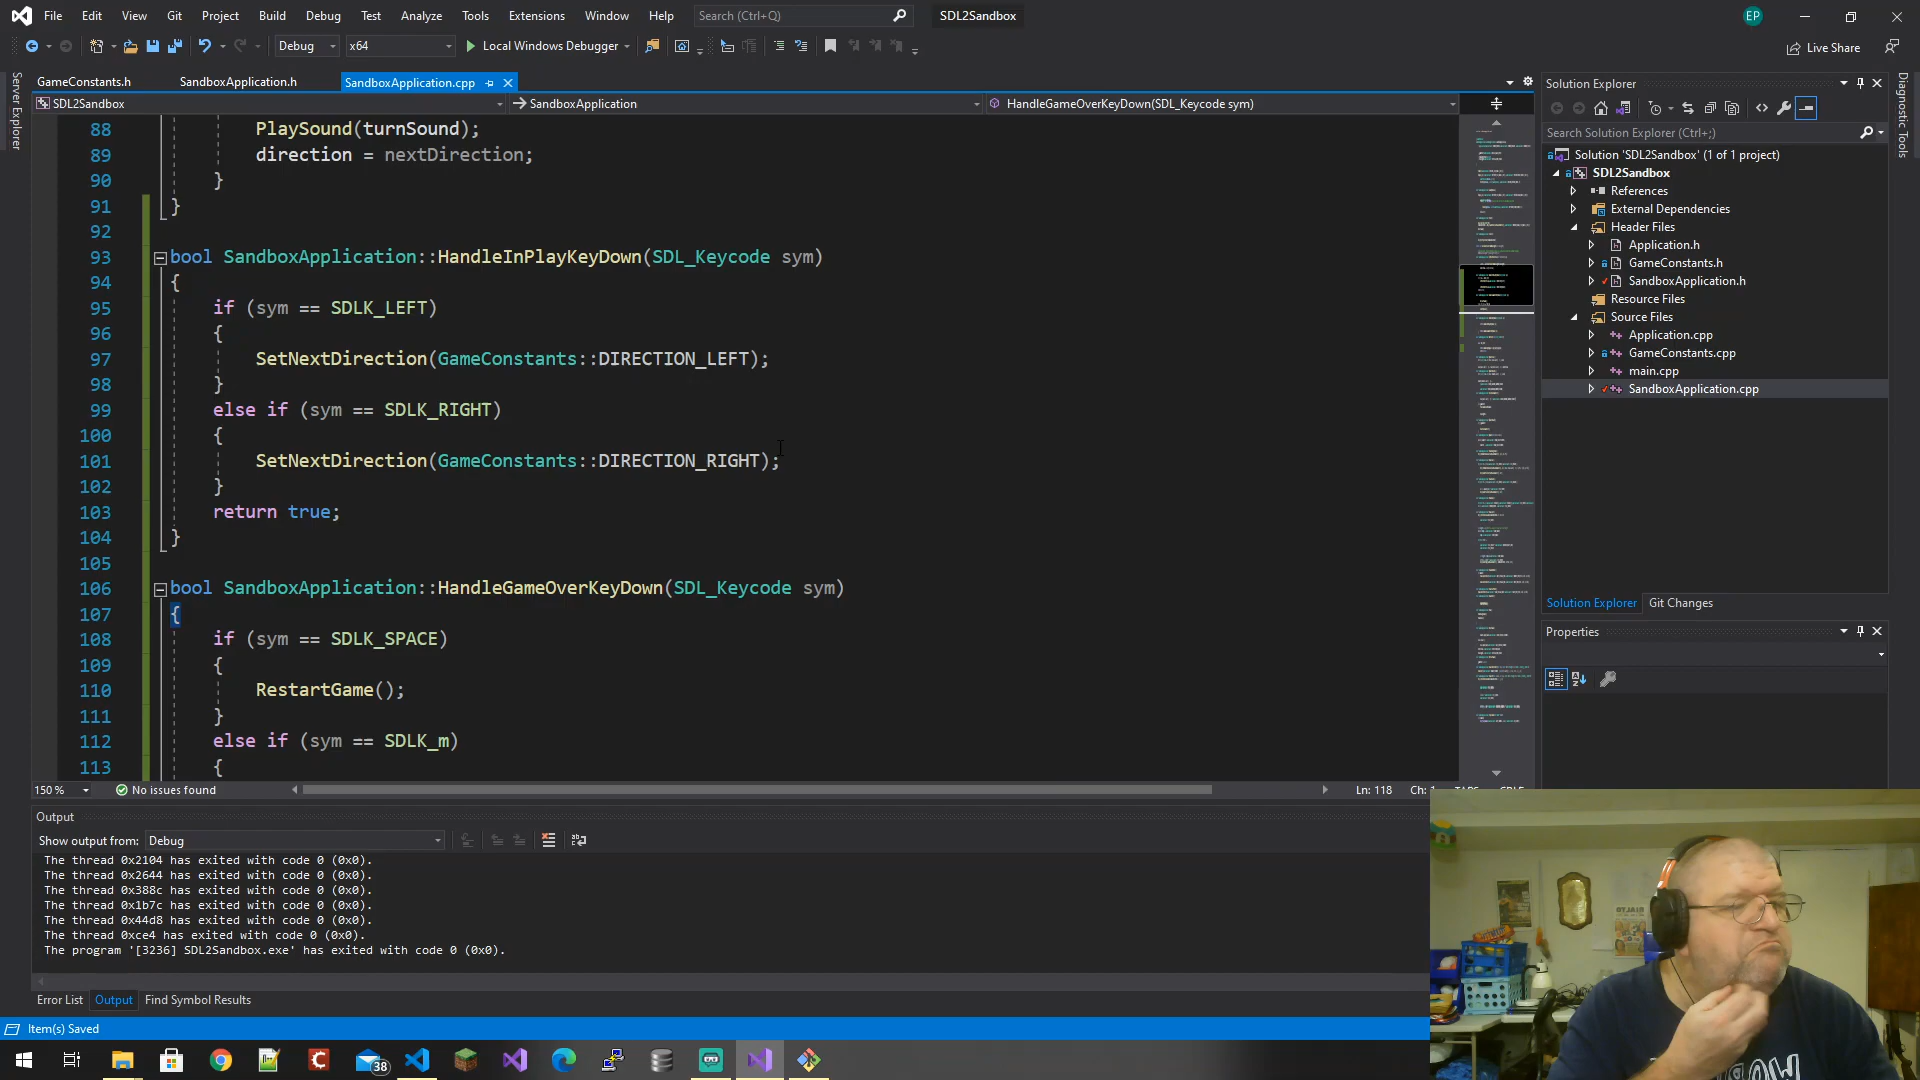 File Edit View Git Project Build Debug Test Analyze Tools Extensions Window Help Search (Ctrl+Q) SDL2Sandbox EP
Debug x64 Local Windows Debugger Live Share
Server Explorer
GameConstants.h SandboxApplication.h SandboxApplication.cpp
SDL2Sandbox SandboxApplication HandleGameOverKeyDown(SDL_Keycode sym)
88 PlaySound(turnSound);
89 direction = nextDirection;
90 }
91 }
92
93 bool SandboxApplication::HandleInPlayKeyDown(SDL_Keycode sym)
94 {
95 if (sym == SDLK_LEFT)
96 {
97 SetNextDirection(GameConstants::DIRECTION_LEFT);
98 }
99 else if (sym == SDLK_RIGHT)
100 {
101 SetNextDirection(GameConstants::DIRECTION_RIGHT);
102 }
103 return true;
104 }
105
106 bool SandboxApplication::HandleGameOverKeyDown(SDL_Keycode sym)
107 {
108 if (sym == SDLK_SPACE)
109 {
110 RestartGame();
111 }
112 else if (sym == SDLK_m)
113 {
150 % No issues found Ln: 118 Ch:
Output
Show output from: Debug
The thread 0x2104 has exited with code 0 (0x0).
The thread 0x2644 has exited with code 0 (0x0).
The thread 0x388c has exited with code 0 (0x0).
The thread 0x1b7c has exited with code 0 (0x0).
The thread 0x44d8 has exited with code 0 (0x0).
The thread 0xce4 has exited with code 0 (0x0).
The program '[3236] SDL2Sandbox.exe' has exited with code 0 (0x0).
Error List Output Find Symbol Results
Item(s) Saved
38
Solution Explorer
Search Solution Explorer (Ctrl+;)
Solution 'SDL2Sandbox' (1 of 1 project)
SDL2Sandbox
References
External Dependencies
Header Files
Application.h
GameConstants.h
SandboxApplication.h
Resource Files
Source Files
Application.cpp
GameConstants.cpp
main.cpp
SandboxApplication.cpp
Solution Explorer Git Changes
Properties
Diagnostic Tools